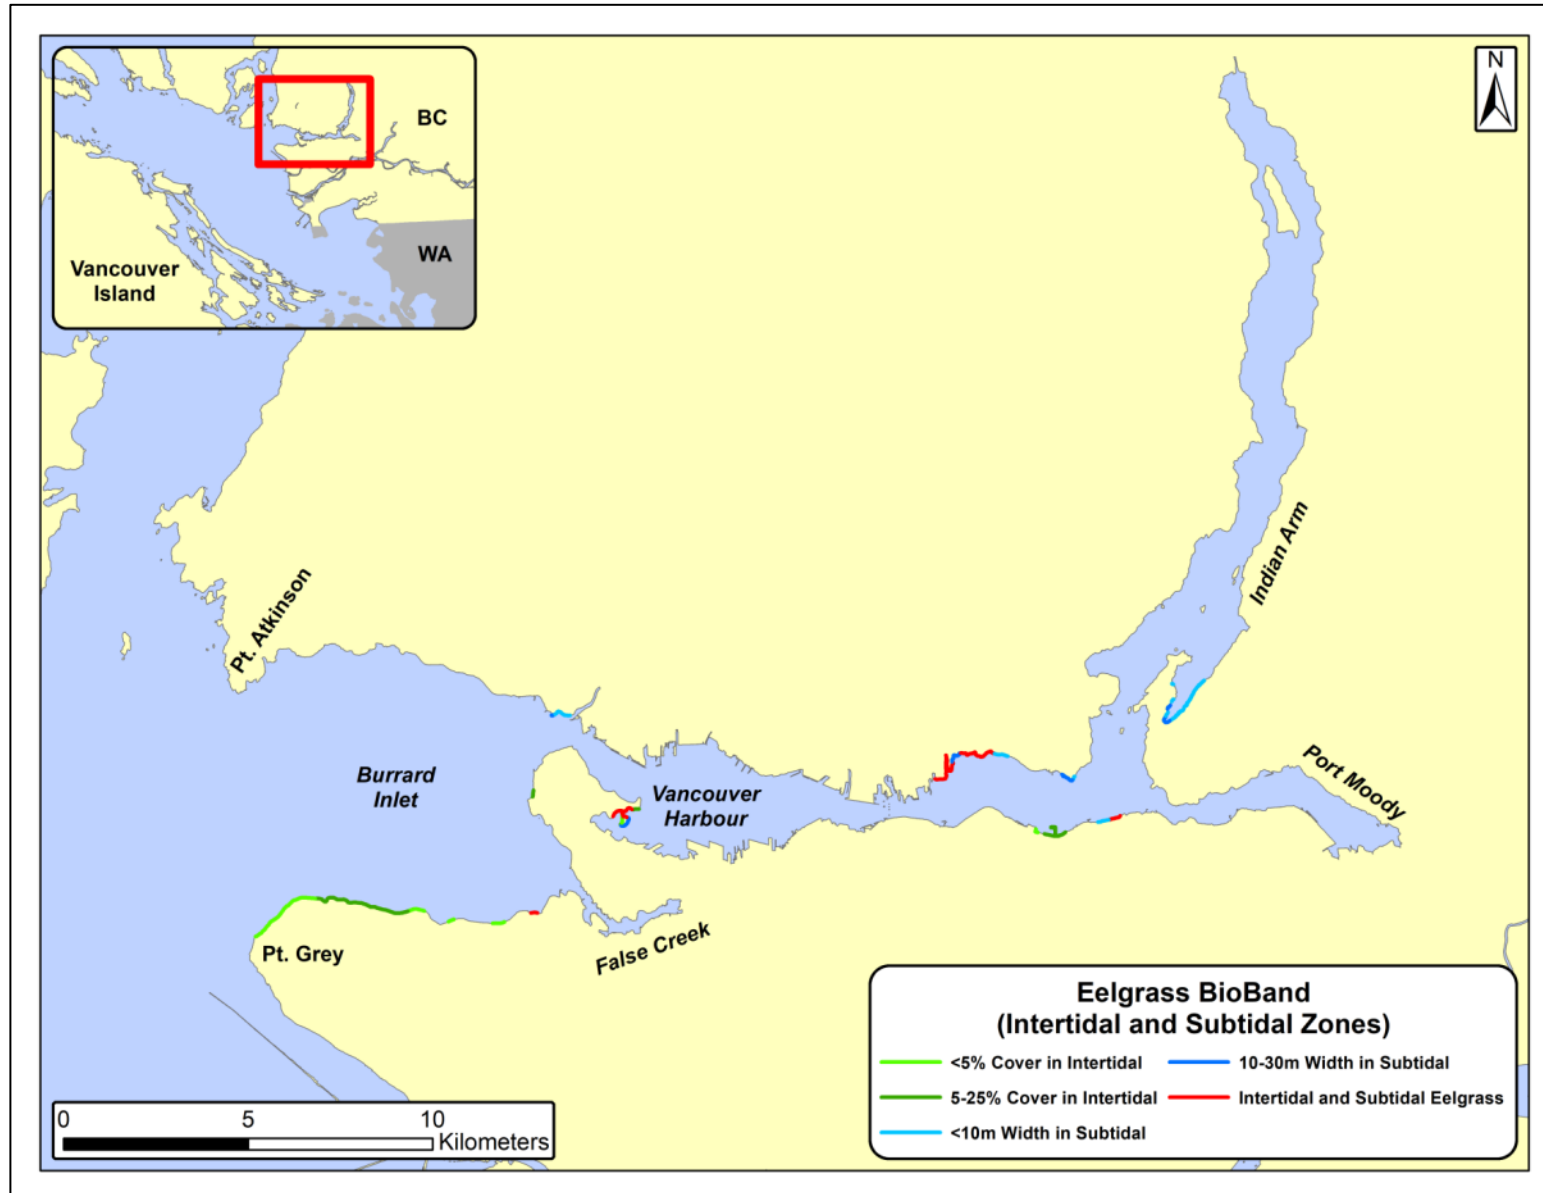 N
BC
WA
Vancouver
Island
Pt. Atkinson
Indian Arm
Burrard
Inlet
Vancouver
Harbour
Port Moody
Pt. Grey
False Creek
Eelgrass BioBand
(Intertidal and Subtidal Zones)
<5% Cover in Intertidal
10-30m Width in Subtidal
5-25% Cover in Intertidal
Intertidal and Subtidal Eelgrass
<10m Width in Subtidal
0 5 10
Kilometers